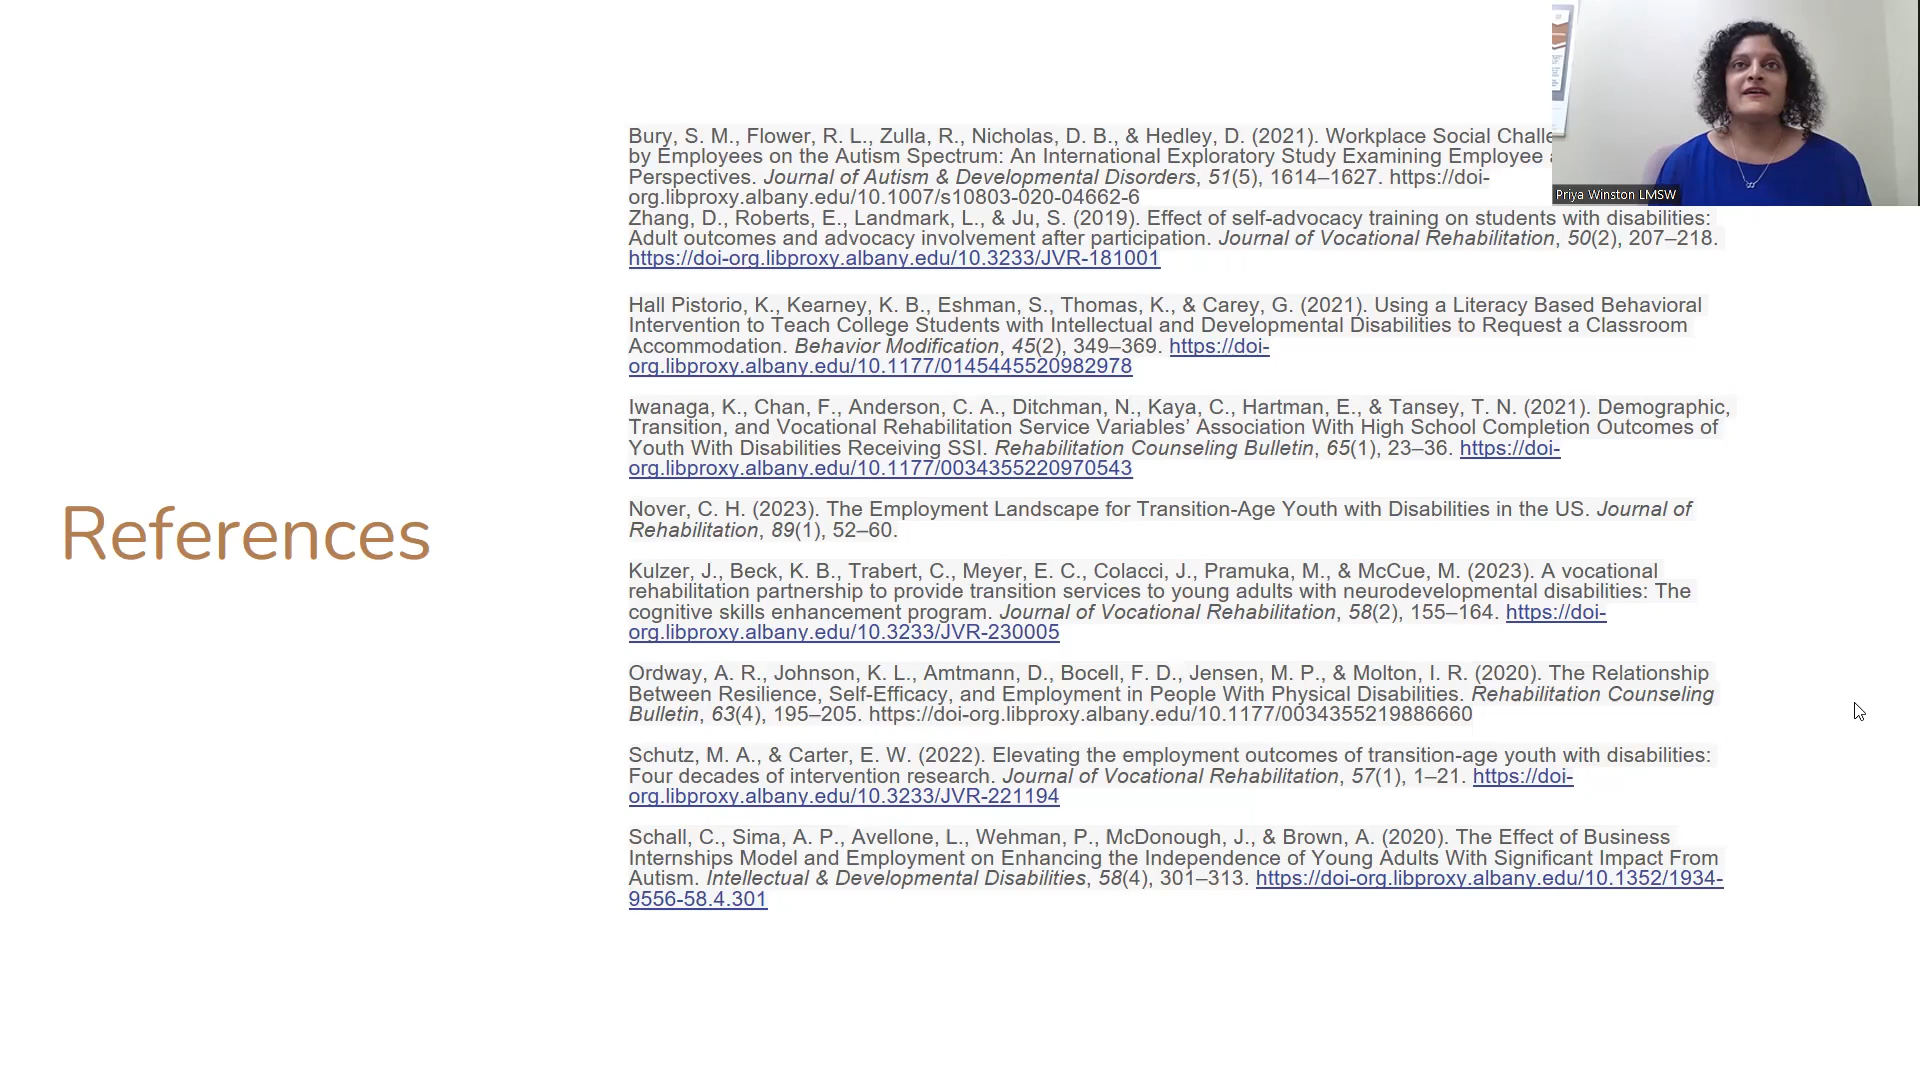 References
Bury, S. M., Flower, R. L., Zulla, R., Nicholas, D. B., & Hedley, D. (2021). Workplace Social Challe
by Employees on the Autism Spectrum: An International Exploratory Study Examining Employee
Perspectives. Journal of Autism & Developmental Disorders, 51(5), 1614–1627. https://doi-
org.libproxy.albany.edu/10.1007/s10803-020-04662-6
Zhang, D., Roberts, E., Landmark, L., & Ju, S. (2019). Effect of self-advocacy training on students with disabilities:
Adult outcomes and advocacy involvement after participation. Journal of Vocational Rehabilitation, 50(2), 207–218.
https://doi-org.libproxy.albany.edu/10.3233/JVR-181001
Hall Pistorio, K., Kearney, K. B., Eshman, S., Thomas, K., & Carey, G. (2021). Using a Literacy Based Behavioral
Intervention to Teach College Students with Intellectual and Developmental Disabilities to Request a Classroom
Accommodation. Behavior Modification, 45(2), 349–369. https://doi-
org.libproxy.albany.edu/10.1177/0145445520982978
Iwanaga, K., Chan, F., Anderson, C. A., Ditchman, N., Kaya, C., Hartman, E., & Tansey, T. N. (2021). Demographic,
Transition, and Vocational Rehabilitation Service Variables’ Association With High School Completion Outcomes of
Youth With Disabilities Receiving SSI. Rehabilitation Counseling Bulletin, 65(1), 23–36. https://doi-
org.libproxy.albany.edu/10.1177/0034355220970543
Nover, C. H. (2023). The Employment Landscape for Transition-Age Youth with Disabilities in the US. Journal of
Rehabilitation, 89(1), 52–60.
Kulzer, J., Beck, K. B., Trabert, C., Meyer, E. C., Colacci, J., Pramuka, M., & McCue, M. (2023). A vocational
rehabilitation partnership to provide transition services to young adults with neurodevelopmental disabilities: The
cognitive skills enhancement program. Journal of Vocational Rehabilitation, 58(2), 155–164. https://doi-
org.libproxy.albany.edu/10.3233/JVR-230005
Ordway, A. R., Johnson, K. L., Amtmann, D., Bocell, F. D., Jensen, M. P., & Molton, I. R. (2020). The Relationship
Between Resilience, Self-Efficacy, and Employment in People With Physical Disabilities. Rehabilitation Counseling
Bulletin, 63(4), 195–205. https://doi-org.libproxy.albany.edu/10.1177/0034355219886660
Schutz, M. A., & Carter, E. W. (2022). Elevating the employment outcomes of transition-age youth with disabilities:
Four decades of intervention research. Journal of Vocational Rehabilitation, 57(1), 1–21. https://doi-
org.libproxy.albany.edu/10.3233/JVR-221194
Schall, C., Sima, A. P., Avellone, L., Wehman, P., McDonough, J., & Brown, A. (2020). The Effect of Business
Internships Model and Employment on Enhancing the Independence of Young Adults With Significant Impact From
Autism. Intellectual & Developmental Disabilities, 58(4), 301–313. https://doi-org.libproxy.albany.edu/10.1352/1934-
9556-58.4.301
Priya Winston LMSW